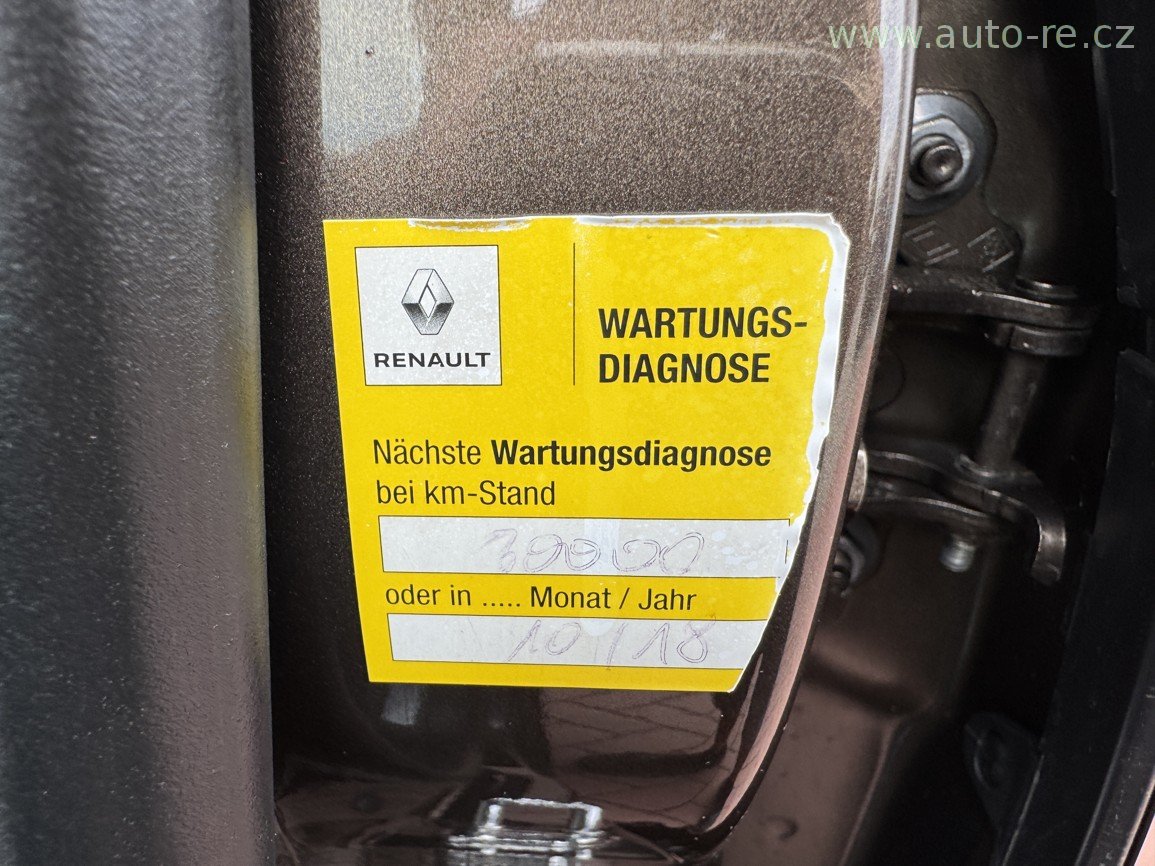 www.auto-re.cz
RENAULT
WARTUNGS-
DIAGNOSE
Nächste Wartungsdiagnose
bei km-Stand
30000
oder in ..... Monat / Jahr
10/18